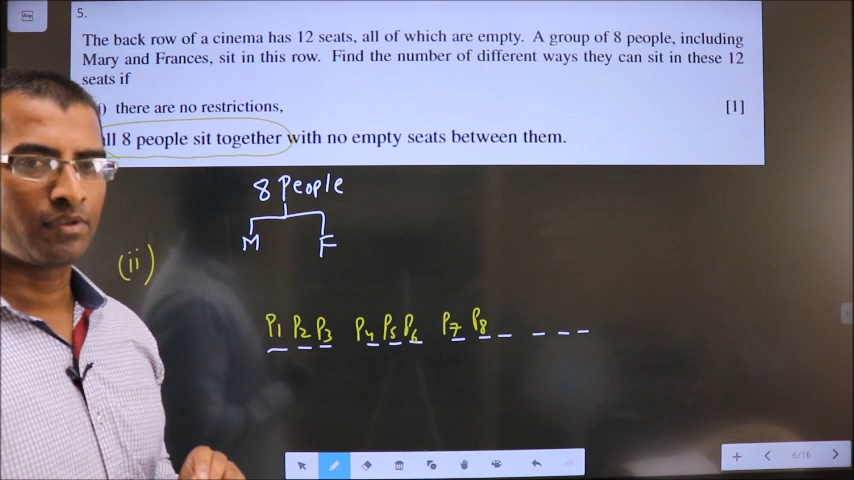 5.
The back row of a cinema has 12 seats, all of which are empty. A group of 8 people, including
Mary and Frances, sit in this row. Find the number of different ways they can sit in these 12
seats if
) there are no restrictions, [1]
all 8 people sit together with no empty seats between them.
8 People
M F
(ii)
P1 P2 P3 P4 P5 P6 P7 P8
6/16